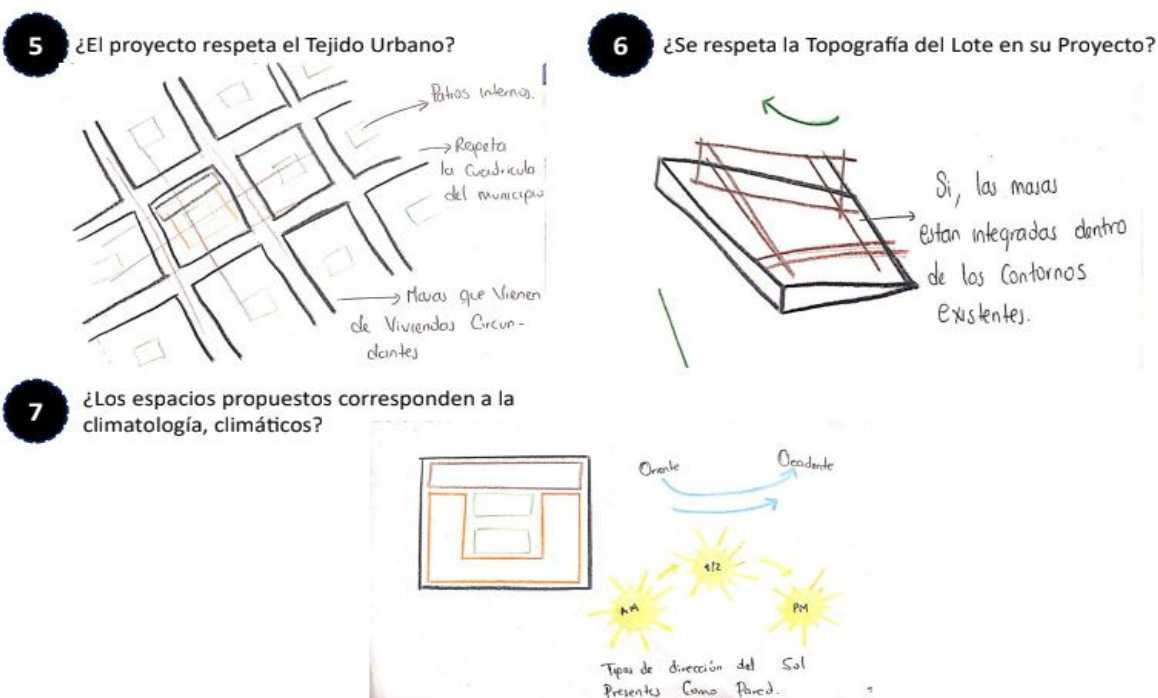 5 ¿El proyecto respeta el Tejido Urbano?
Patios internos.
Respeta
la Cuadricula
del municipio
Masas que Vienen
de Viviendas Circun-
dantes
6 ¿Se respeta la Topografía del Lote en su Proyecto?
Si, las masas
estan integradas dentro
de los Contornos
Existentes.
7 ¿Los espacios propuestos corresponden a la
climatología, climáticos?
Oriente
Occidente
AM
1/2
PM
Tipos de dirección del Sol
Presentes Como Pared.